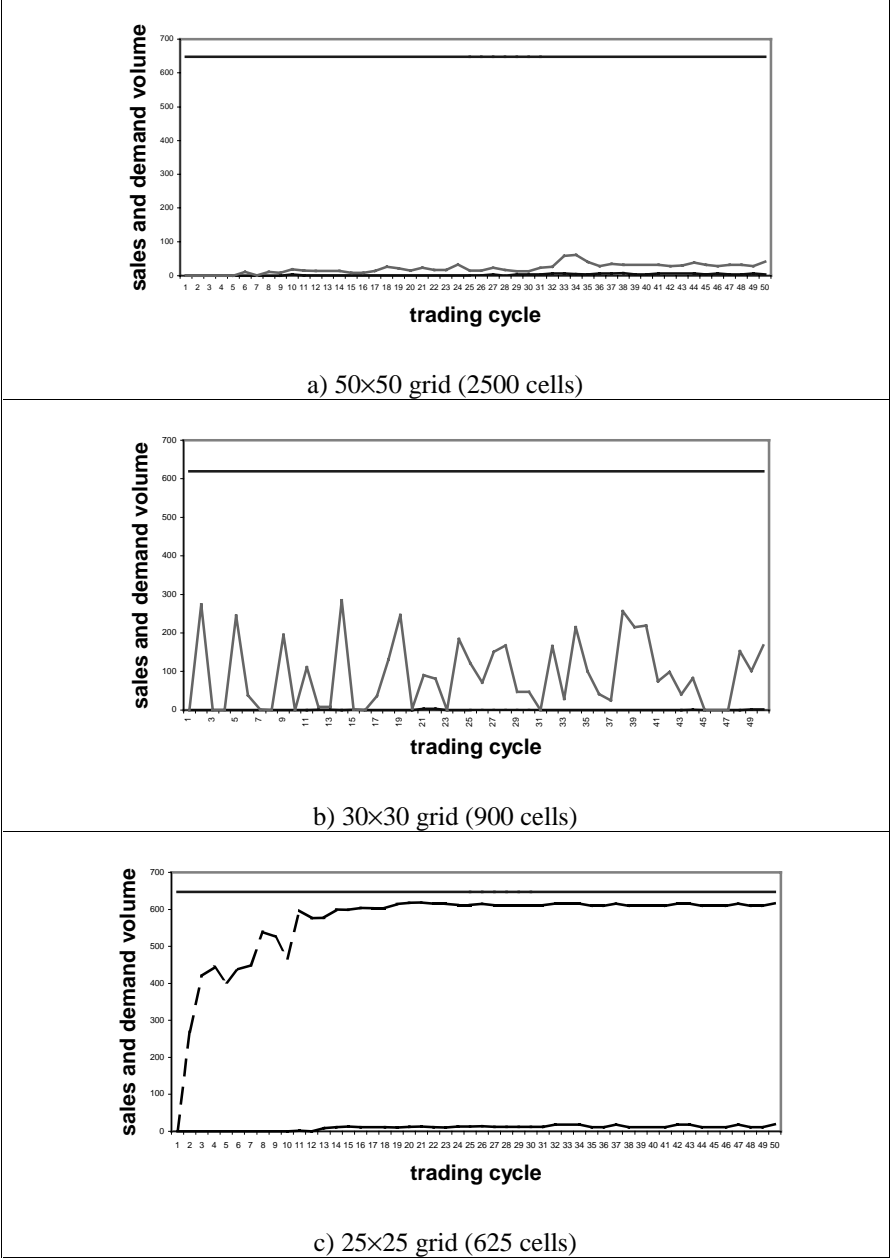 sales and demand volume
700
600
500
400
300
200
100
0
1 2 3 4 5 6 7 8 9 10 11 12 13 14 15 16 17 18 19 20 21 22 23 24 25 26 27 28 29 30 31 32 33 34 35 36 37 38 39 40 41 42 43 44 45 46 47 48 49 50
trading cycle
a) 50×50 grid (2500 cells)
sales and demand volume
700
600
500
400
300
200
100
0
1 3 5 7 9 11 13 15 17 19 21 23 25 27 29 31 33 35 37 39 41 43 45 47 49
trading cycle
b) 30×30 grid (900 cells)
sales and demand volume
700
600
500
400
300
200
100
0
1 2 3 4 5 6 7 8 9 10 11 12 13 14 15 16 17 18 19 20 21 22 23 24 25 26 27 28 29 30 31 32 33 34 35 36 37 38 39 40 41 42 43 44 45 46 47 48 49 50
trading cycle
c) 25×25 grid (625 cells)